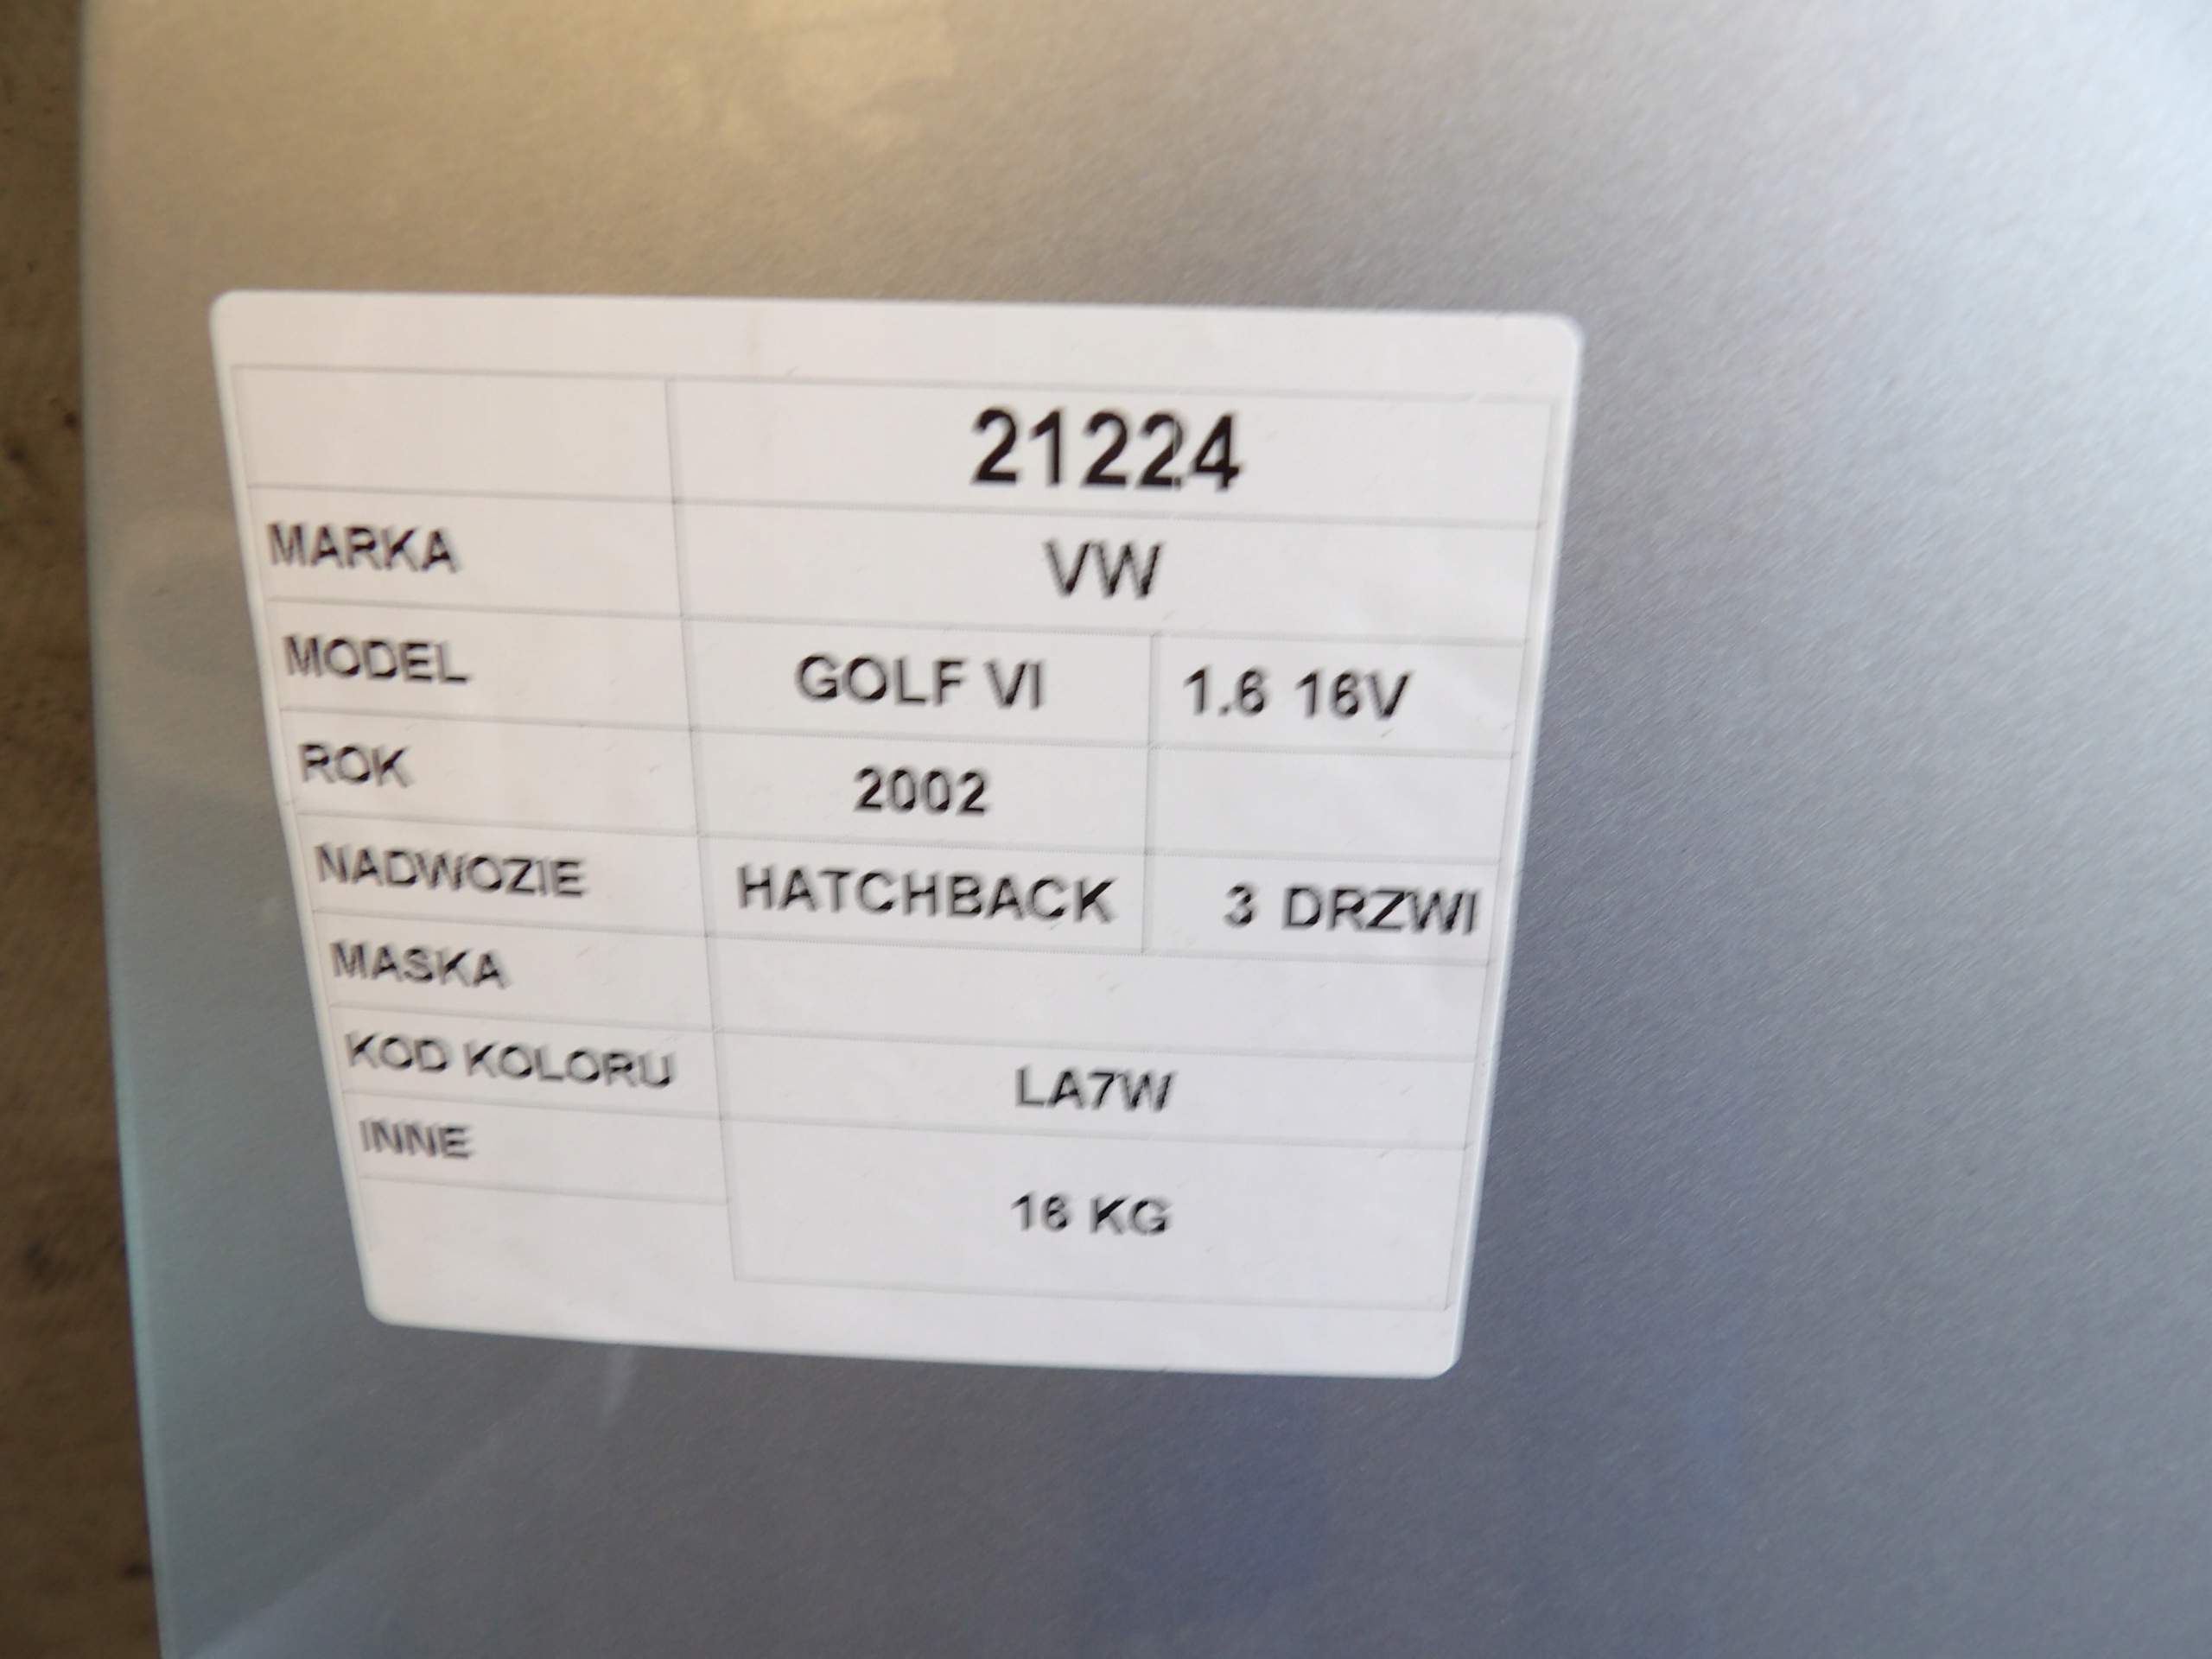 21224
MARKA VW
MODEL GOLF VI 1.6 16V
ROK 2002
NADWOZIE HATCHBACK 3 DRZWI
MASKA
KOD KOLORU LA7W
INNE
16 KG